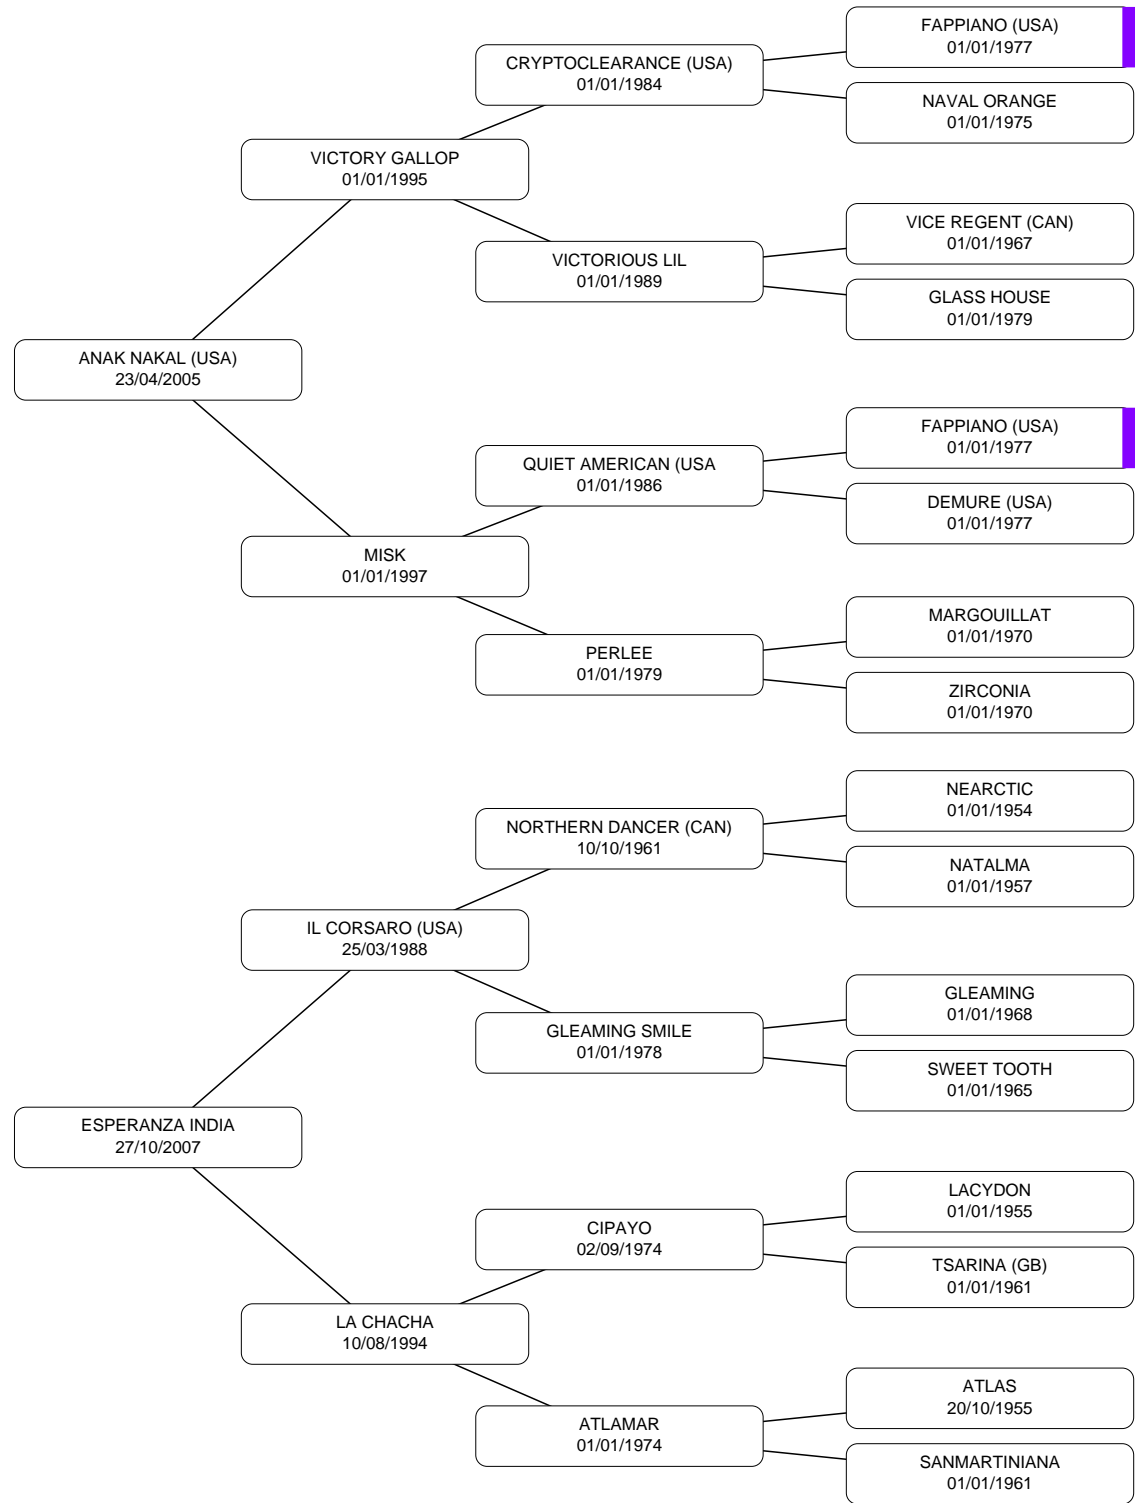 FAPPIANO (USA)
01/01/1977
CRYPTOCLEARANCE (USA)
01/01/1984
NAVAL ORANGE
01/01/1975
VICTORY GALLOP
01/01/1995
VICE REGENT (CAN)
01/01/1967
VICTORIOUS LIL
01/01/1989
GLASS HOUSE
01/01/1979
ANAK NAKAL (USA)
23/04/2005
FAPPIANO (USA)
01/01/1977
QUIET AMERICAN (USA
01/01/1986
DEMURE (USA)
01/01/1977
MISK
01/01/1997
MARGOUILLAT
01/01/1970
PERLEE
01/01/1979
ZIRCONIA
01/01/1970
NEARCTIC
01/01/1954
NORTHERN DANCER (CAN)
10/10/1961
NATALMA
01/01/1957
IL CORSARO (USA)
25/03/1988
GLEAMING
01/01/1968
GLEAMING SMILE
01/01/1978
SWEET TOOTH
01/01/1965
ESPERANZA INDIA
27/10/2007
LACYDON
01/01/1955
CIPAYO
02/09/1974
TSARINA (GB)
01/01/1961
LA CHACHA
10/08/1994
ATLAS
20/10/1955
ATLAMAR
01/01/1974
SANMARTINIANA
01/01/1961